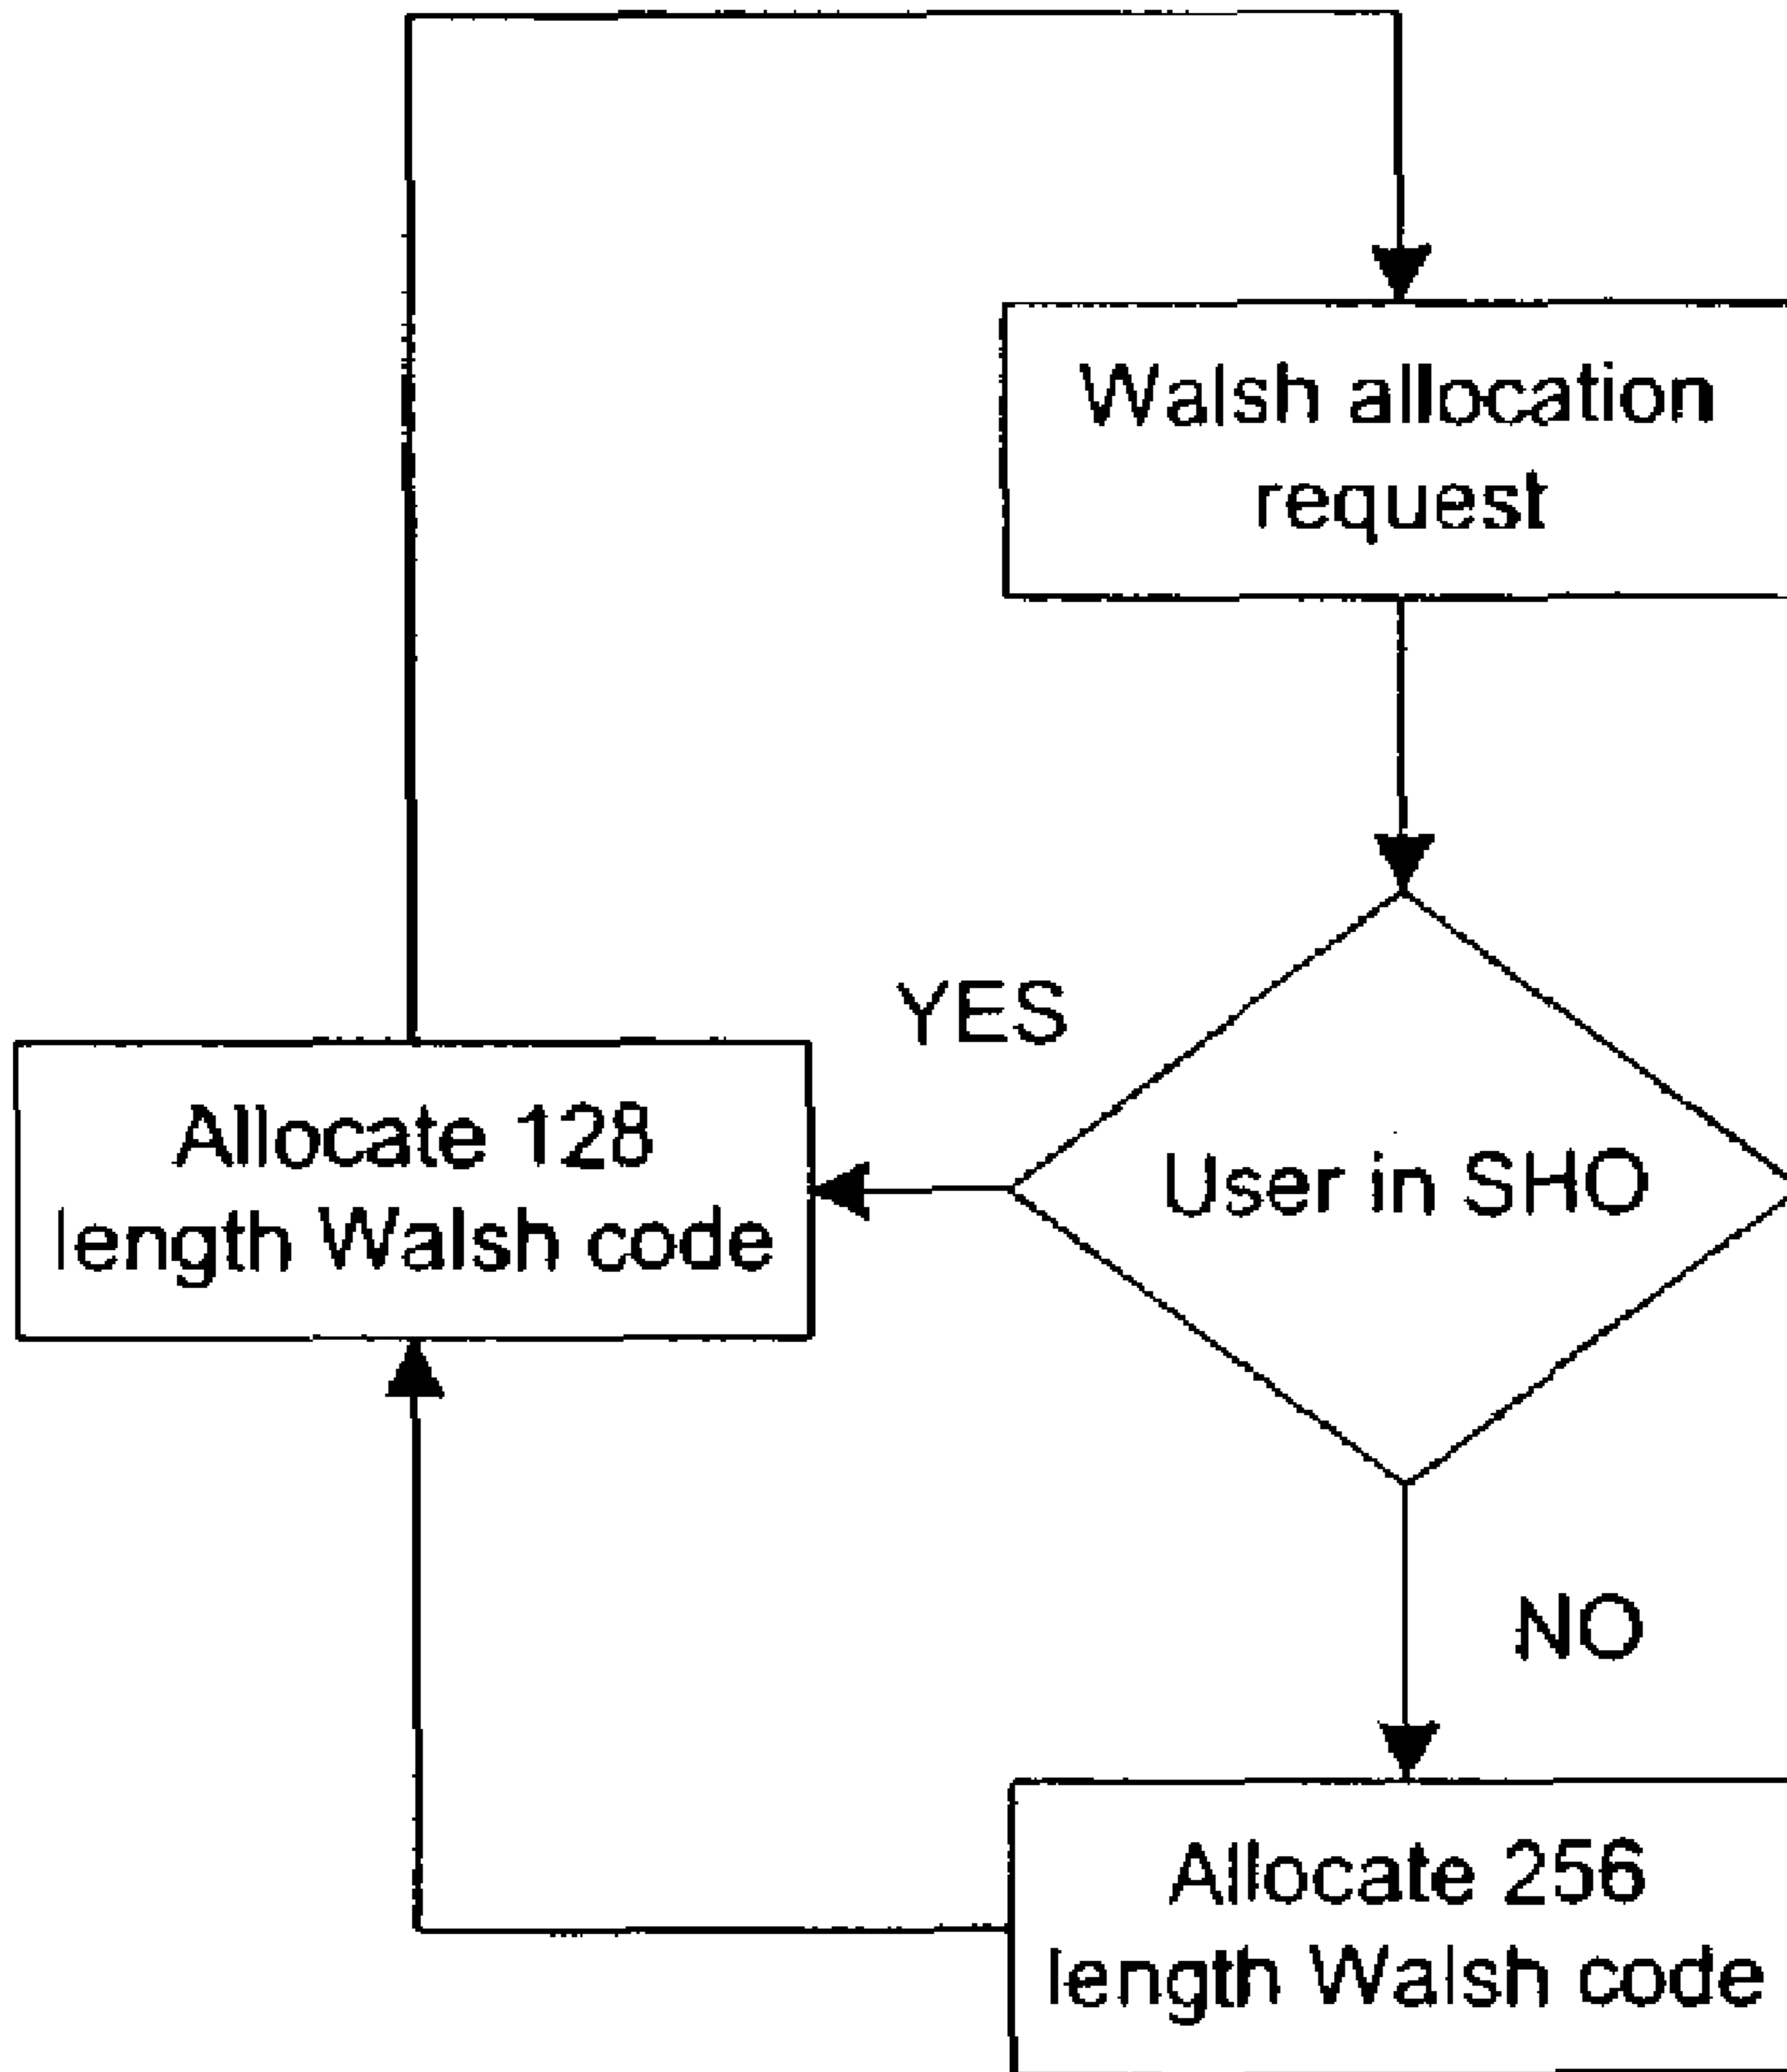 Walsh allocation
request
YES
User in SHO
Allocate 128
length Walsh code
NO
Allocate 256
length Walsh code